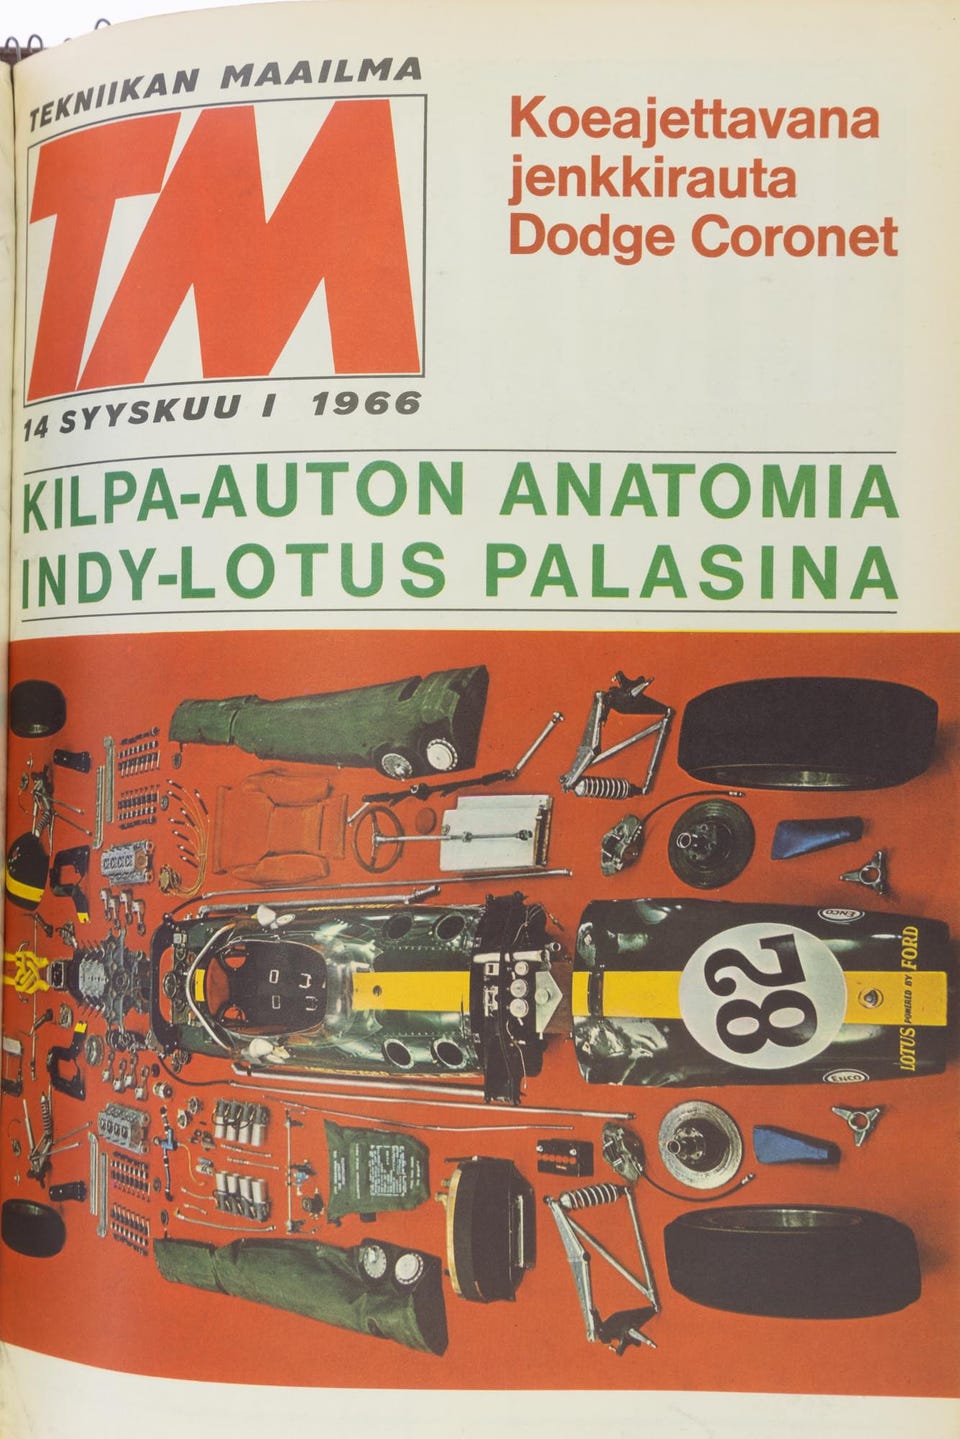 TEKNIIKAN MAAILMA
TM
14 SYYSKUU I 1966
Koeajettavana
jenkkirauta
Dodge Coronet
KILPA-AUTON ANATOMIA
INDY-LOTUS PALASINA
82
ENCO
ENCO
LOTUS POWERED BY FORD